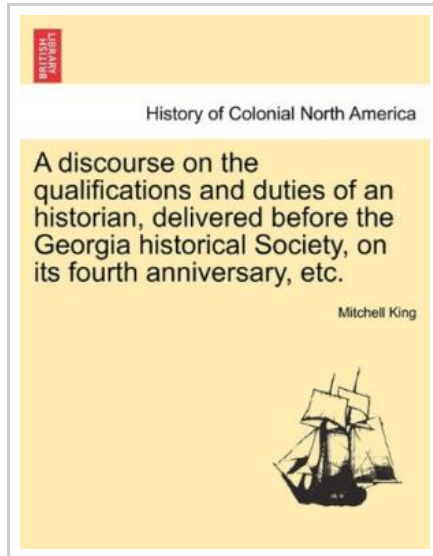 BRITISH
LIBRARY
History of Colonial North America
A discourse on the
qualifications and duties of an
historian, delivered before the
Georgia historical Society, on
its fourth anniversary, etc.
Mitchell King